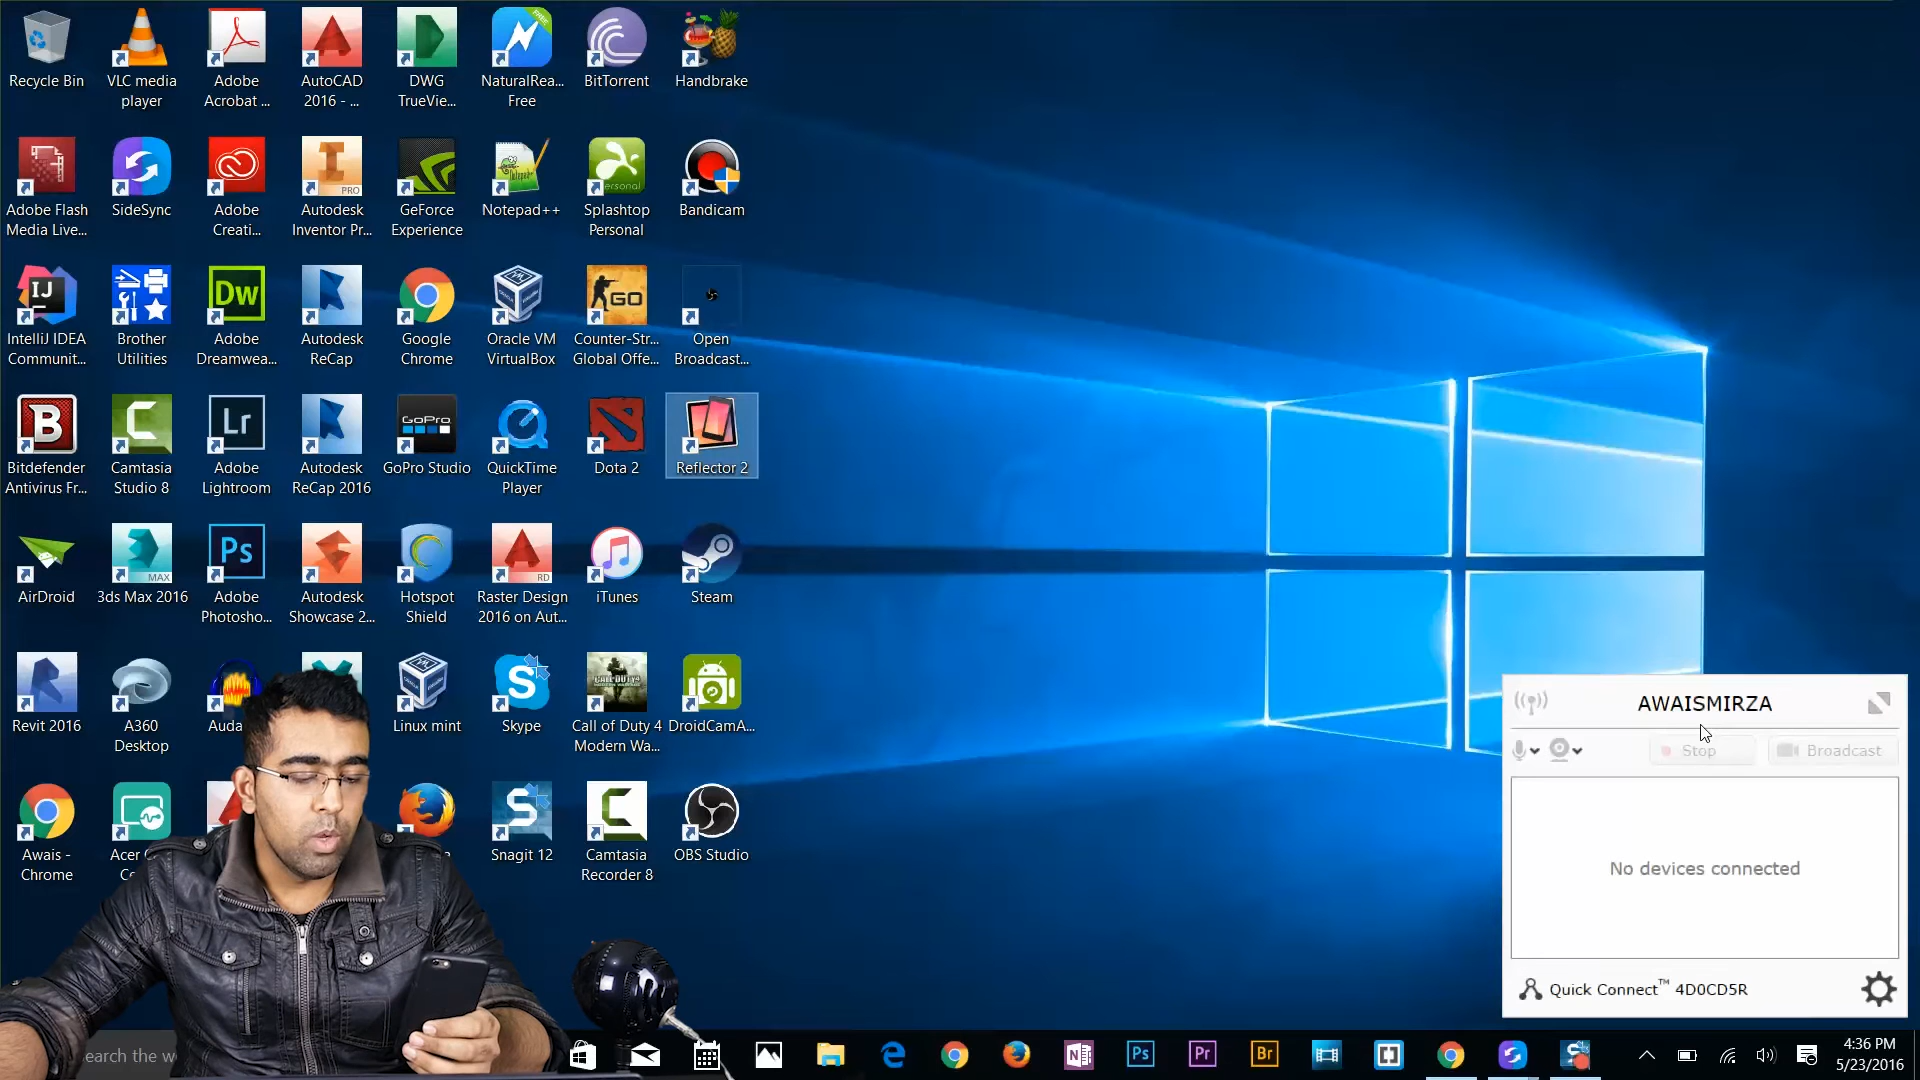 Recycle Bin
VLC media player
Adobe Acrobat ...
AutoCAD 2016 - ...
DWG TrueVie...
NaturalRea... Free
BitTorrent
Handbrake
Adobe Flash Media Live...
SideSync
Adobe Creati...
Autodesk Inventor Pr...
GeForce Experience
Notepad++
Splashtop Personal
Bandicam
IntelliJ IDEA Communit...
Brother Utilities
Adobe Dreamwea...
Autodesk ReCap
Google Chrome
Oracle VM VirtualBox
Counter-Str... Global Offe...
Open Broadcast...
Bitdefender Antivirus Fr...
Camtasia Studio 8
Adobe Lightroom
Autodesk ReCap 2016
GoPro Studio
QuickTime Player
Dota 2
Reflector 2
AirDroid
3ds Max 2016
Adobe Photosho...
Autodesk Showcase 2...
Hotspot Shield
Raster Design 2016 on Aut...
iTunes
Steam
Revit 2016
A360 Desktop
Auda
Linux mint
Skype
Call of Duty 4 Modern Wa...
DroidCamA...
Awais - Chrome
Acer
Snagit 12
Camtasia Recorder 8
OBS Studio
AWAISMIRZA
Stop
Broadcast
No devices connected
Quick Connect™ 4D0CD5R
earch the w
4:36 PM
5/23/2016